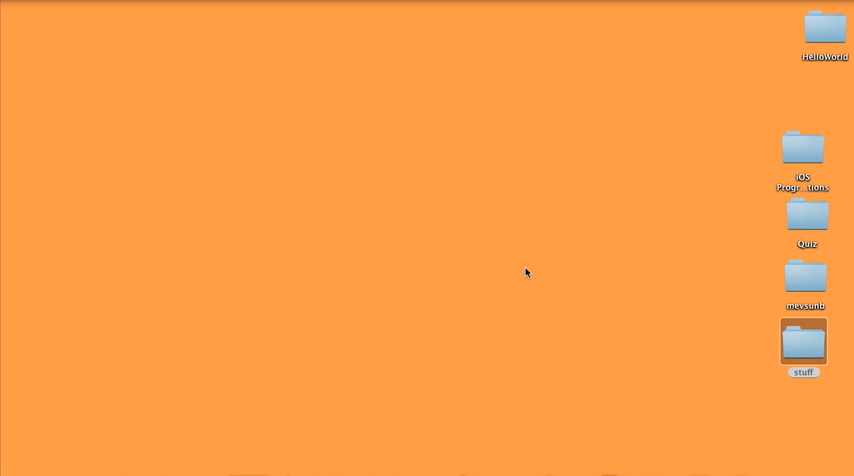 HelloWorld
iOS
Progr...tions
Quiz
mevsunb
stuff